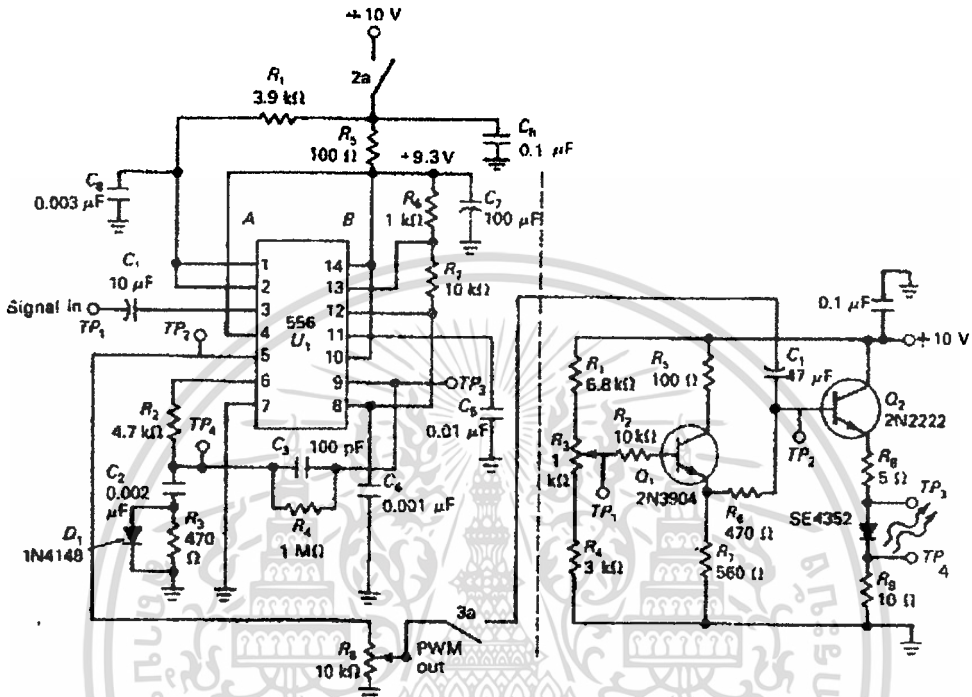 +10 V
2a
R₁
3.9 kΩ
R₅
100 Ω
+9.3 V
0.1 μF
C₈
0.003 μF
R₆
1 kΩ
C₇
100 μF
A
B
R₇
10 kΩ
C₁
10 μF
Signal in
TP₁
TP₂
1
2
3
4
5
6
7
14
13
12
11
10
9
8
556
U₁
TP₃
C₅
0.01 μF
R₂
4.7 kΩ
TP₄
C₃
100 pF
C₂
0.002
μF
R₄
1 MΩ
0.001 μF
D₁
1N4148
R₃
470
Ω
R₈
10 kΩ
PWM
out
3a
0.1 μF
+10 V
R₁
6.8 kΩ
R₅
100 Ω
C₁
47 μF
R₃
1
kΩ
R₂
10 kΩ
TP₁
Q₁
2N3904
Q₂
2N2222
TP₂
R₈
5 Ω
R₄
3 kΩ
R₆
470 Ω
R₇
560 Ω
SE4352
TP₃
TP
4
R₉
10 Ω